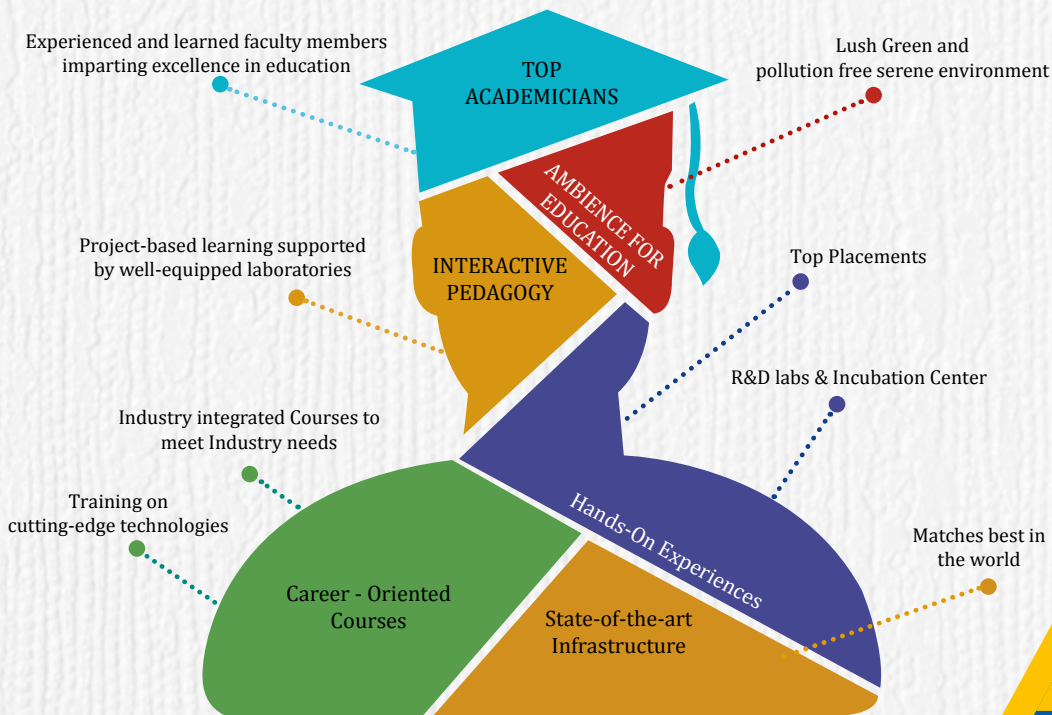 Experienced and learned faculty members
imparting excellence in education
TOP
ACADEMICIANS
Lush Green and
pollution free serene environment
AMBIENCE FOR
EDUCATION
Project-based learning supported
by well-equipped laboratories
INTERACTIVE
PEDAGOGY
Top Placements
R&D labs & Incubation Center
Industry integrated Courses to
meet Industry needs
Training on
cutting-edge technologies
Hands-On Experiences
Matches best in
the world
Career - Oriented
Courses
State-of-the-art
Infrastructure